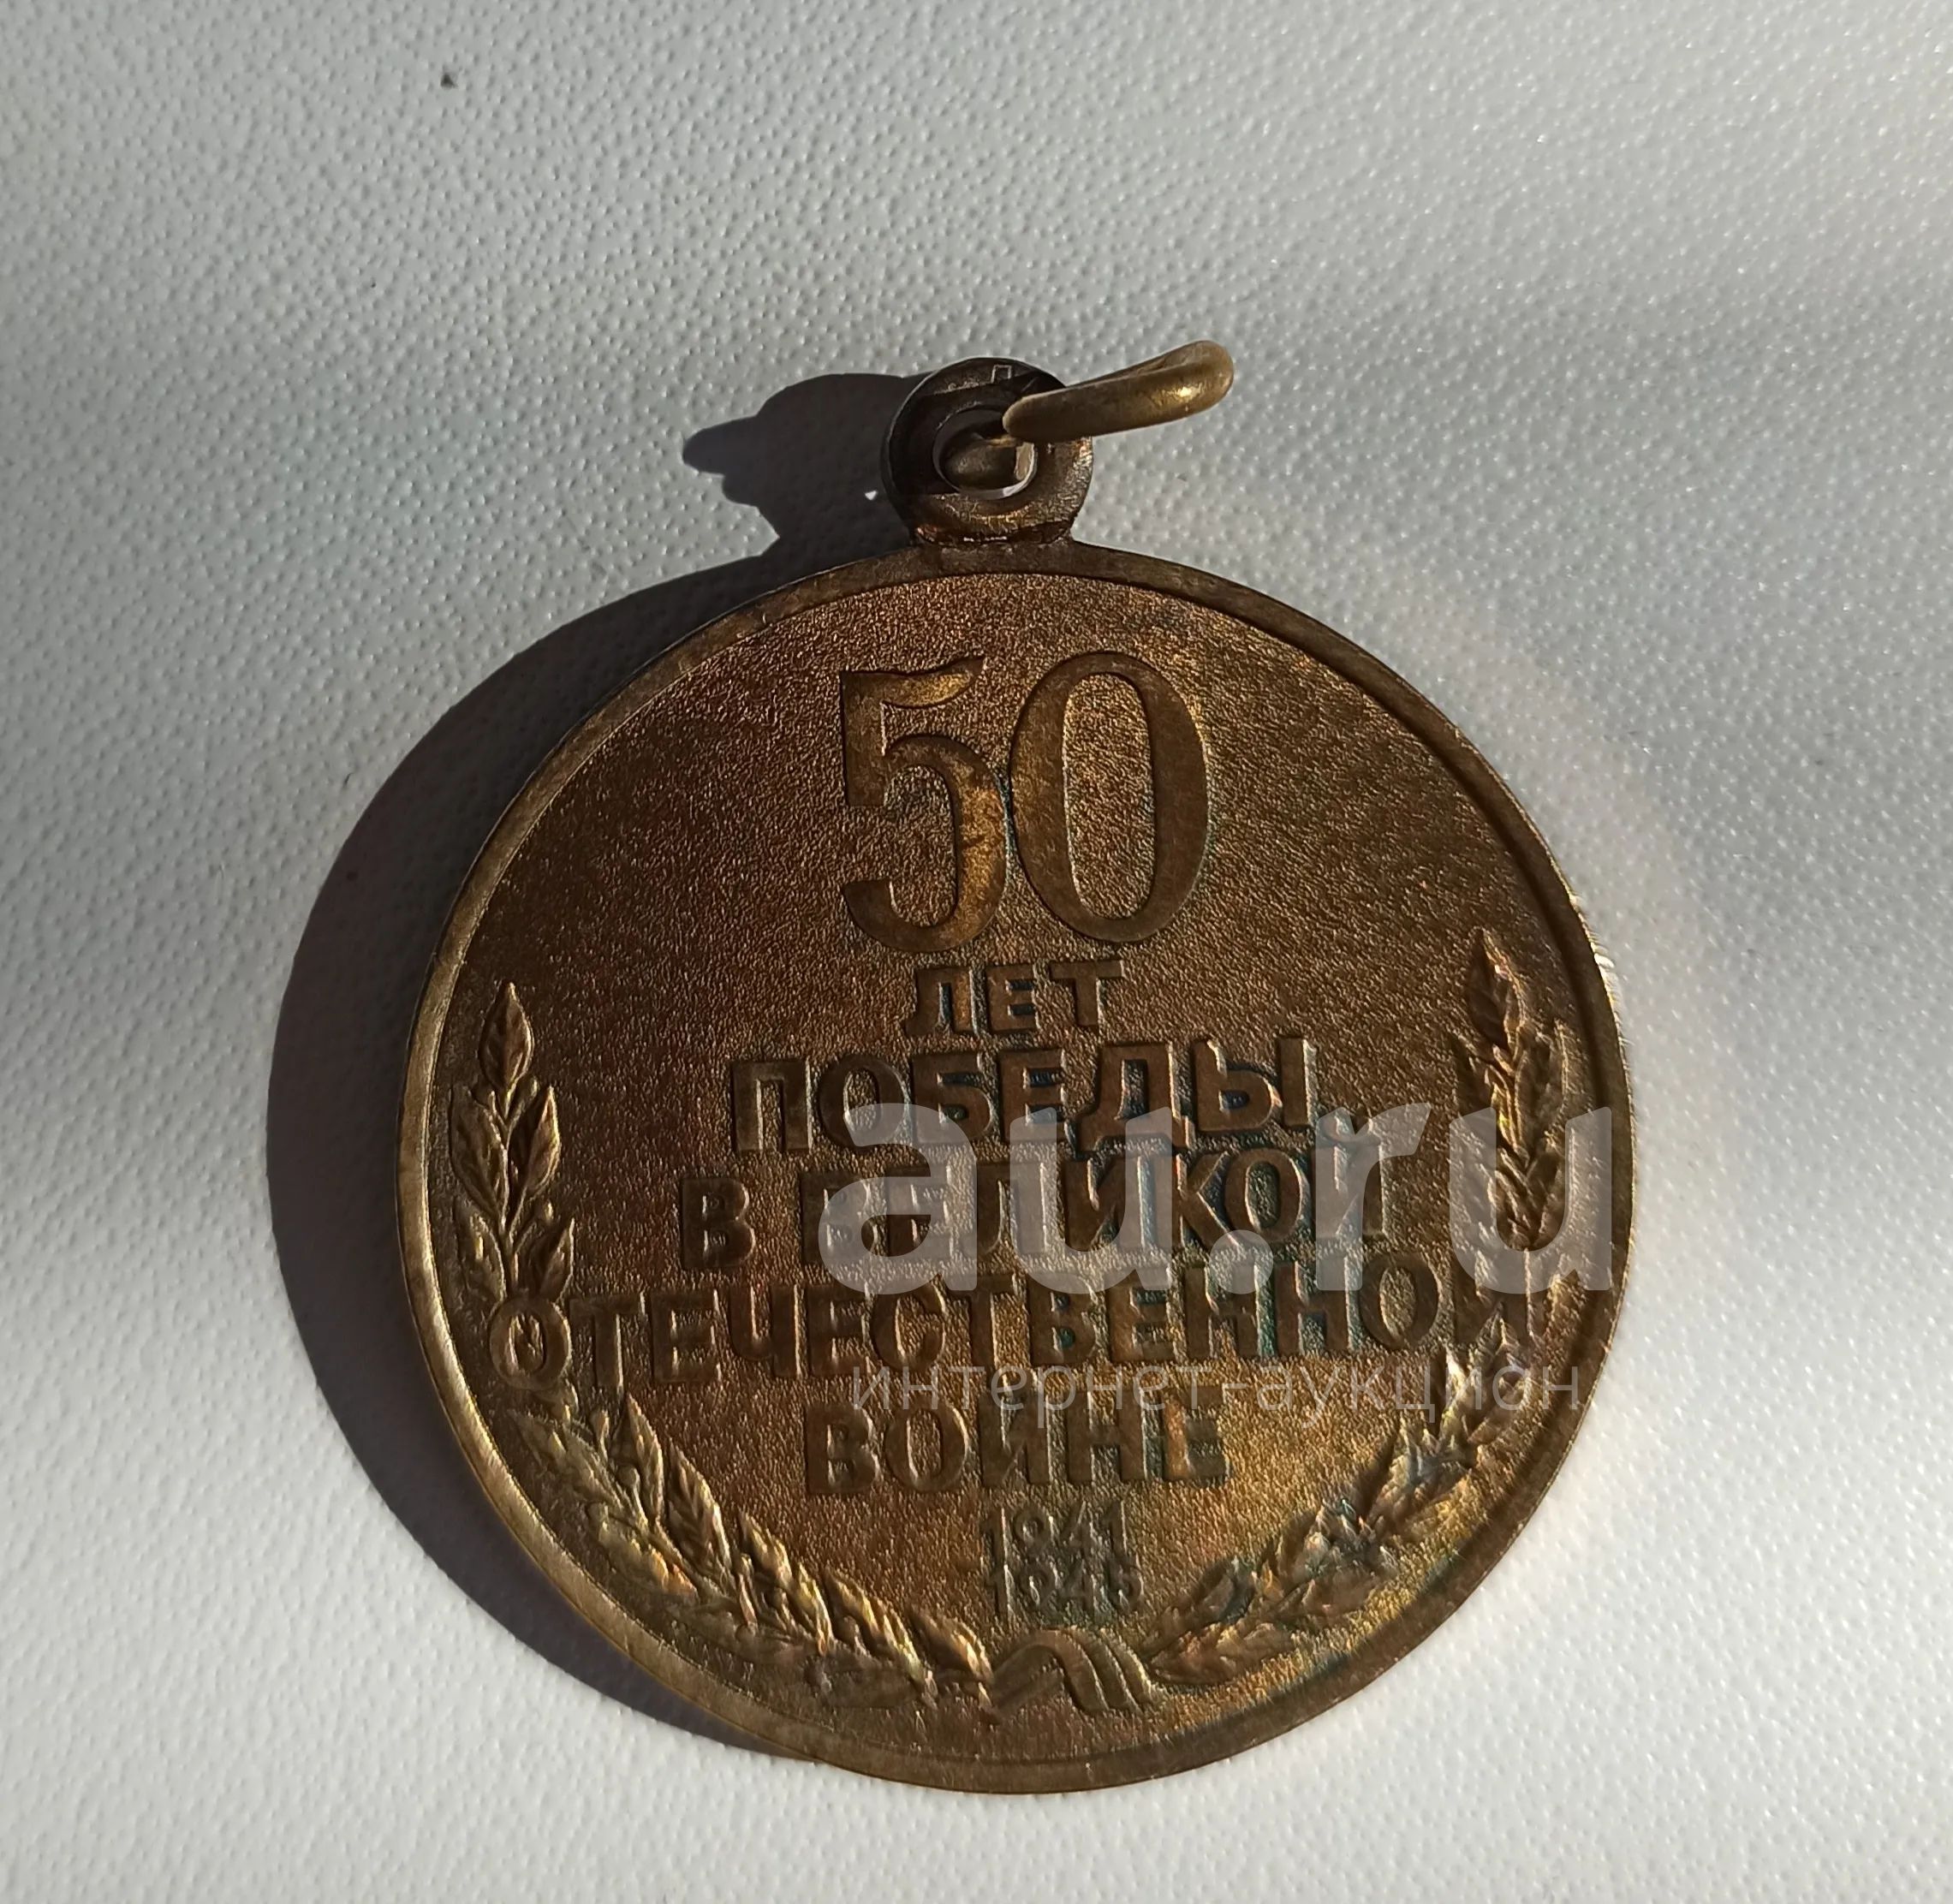 50
ЛЕТ
ПОБЕДЫ
В ВЕЛИКОЙ
ОТЕЧЕСТВЕННОЙ
ВОЙНЕ
1941
1945
au.ru
интернет-аукцион